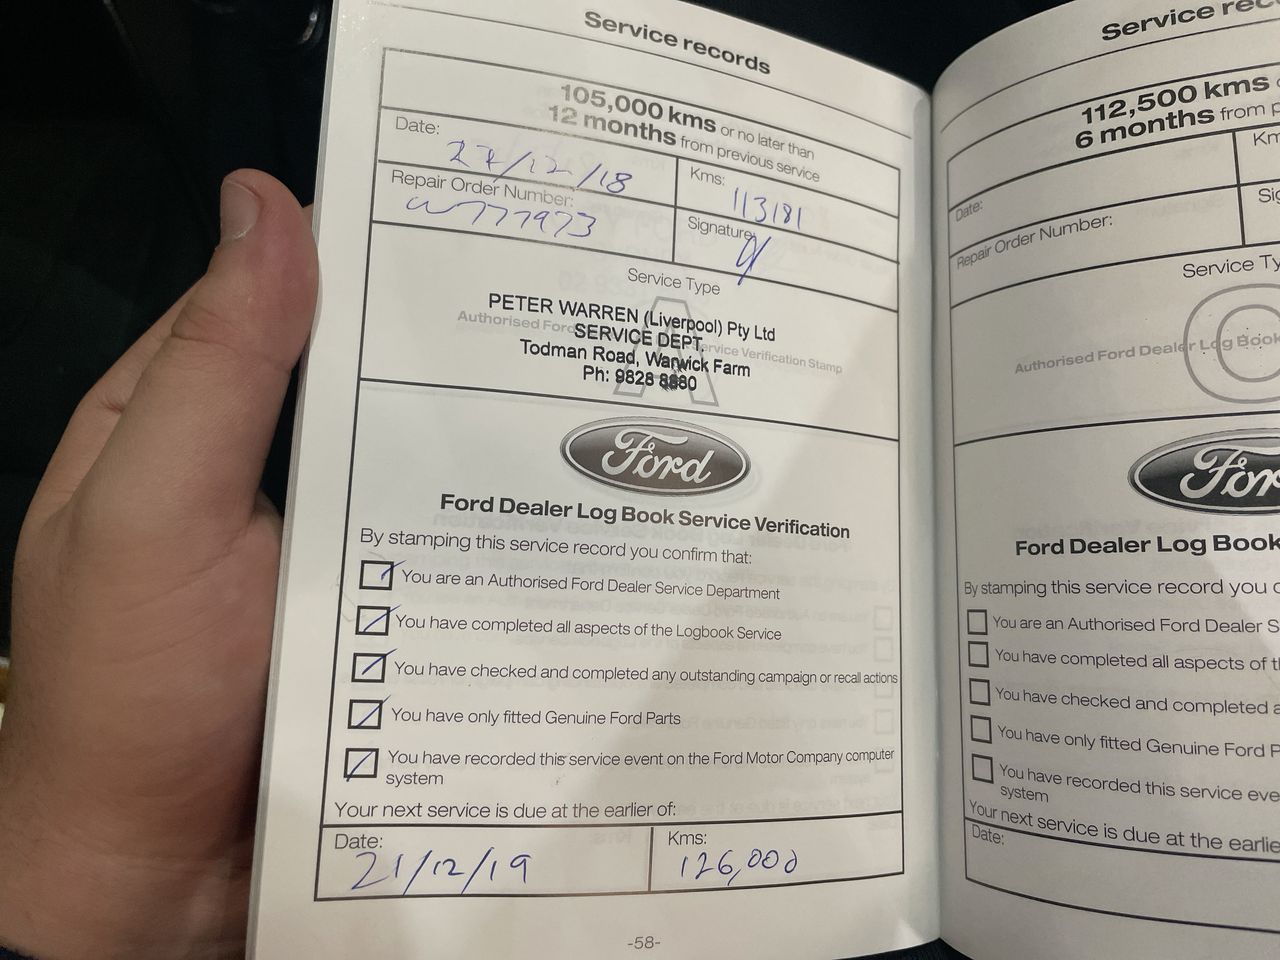 Service records
105,000 kms or no later than
12 months from previous service
Date:
27/12/18
Kms:
113181
Repair Order Number:
W777973
Signature:
Service Type
A
Authorised Ford Service Verification Stamp
PETER WARREN (Liverpool) Pty Ltd
SERVICE DEPT.
Todman Road, Warwick Farm
Ph: 9828
Ford
Ford Dealer Log Book Service Verification
By stamping this service record you confirm that:
You are an Authorised Ford Dealer Service Department
You have completed all aspects of the Logbook Service
You have checked and completed any outstanding campaign or recall actions
You have only fitted Genuine Ford Parts
You have recorded this service event on the Ford Motor Company computer
system
Your next service is due at the earlier of:
Date:
21/12/19
Kms:
126,000
-58-
Service rec
112,500 kms
6 months from p
Date:
Km
Repair Order Number:
Sig
Service Ty
C
Authorised Ford Dealer Log Book
Ford
Ford Dealer Log Book
By stamping this service record you c
You are an Authorised Ford Dealer S
You have completed all aspects of th
You have checked and completed a
You have only fitted Genuine Ford P
You have recorded this service eve
system
Your next service is due at the earlie
Date: